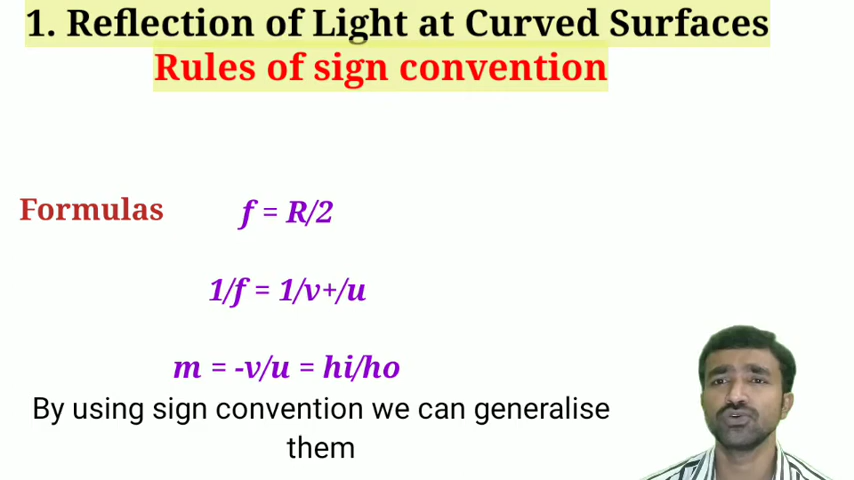 1. Reflection of Light at Curved Surfaces
Rules of sign convention
Formulas f = R/2
1/f = 1/v+/u
m = -v/u = hi/ho
By using sign convention we can generalise
them